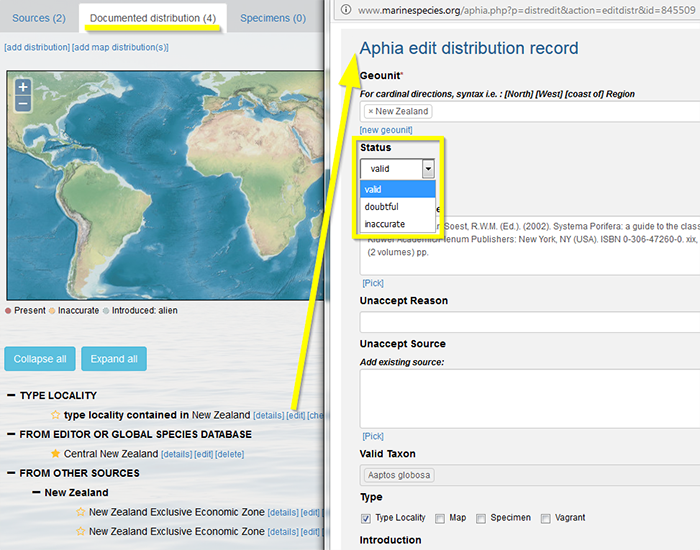 Sources (2) Documented distribution (4) Specimens (0)
[add distribution] [add map distribution(s)]
+
−
Present Inaccurate Introduced: alien
Collapse all Expand all
TYPE LOCALITY
type locality contained in New Zealand [details] [edit] [che
FROM EDITOR OR GLOBAL SPECIES DATABASE
Central New Zealand [details] [edit] [delete]
FROM OTHER SOURCES
New Zealand
New Zealand Exclusive Economic Zone [details] [edit] [
New Zealand Exclusive Economic Zone [details] [edit] [
www.marinespecies.org/aphia.php?p=distredit&action=editdistr&id=845509
Aphia edit distribution record
Geounit*
For cardinal directions, syntax i.e. : [North] [West] [coast of] Region
× New Zealand
[new geounit]
Status
valid
valid
doubtful
inaccurate
Soest, R.W.M. (Ed.). (2002). Systema Porifera: a guide to the class
Publishers: New York, NY (USA). ISBN 0-306-47260-0. xix,
(2 volumes) pp.
[Pick]
Unaccept Reason
Unaccept Source
Add existing source:
[Pick]
Valid Taxon
Aaptos globosa
Type
Type Locality Map Specimen Vagrant
Introduction